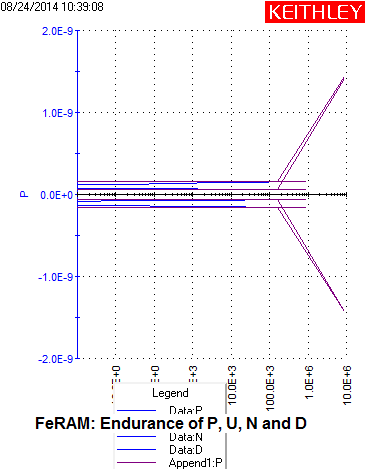 08/24/2014 10:39:08
KEITHLEY
2.0E-9
1.0E-9
0.0E+0
-1.0E-9
-2.0E-9
P
10.0E+3
100.0E+3
1.0E+6
10.0E+6
Legend
Data:P
FeRAM: Endurance of P, U, N and D
Data:N
Data:D
Append1:P